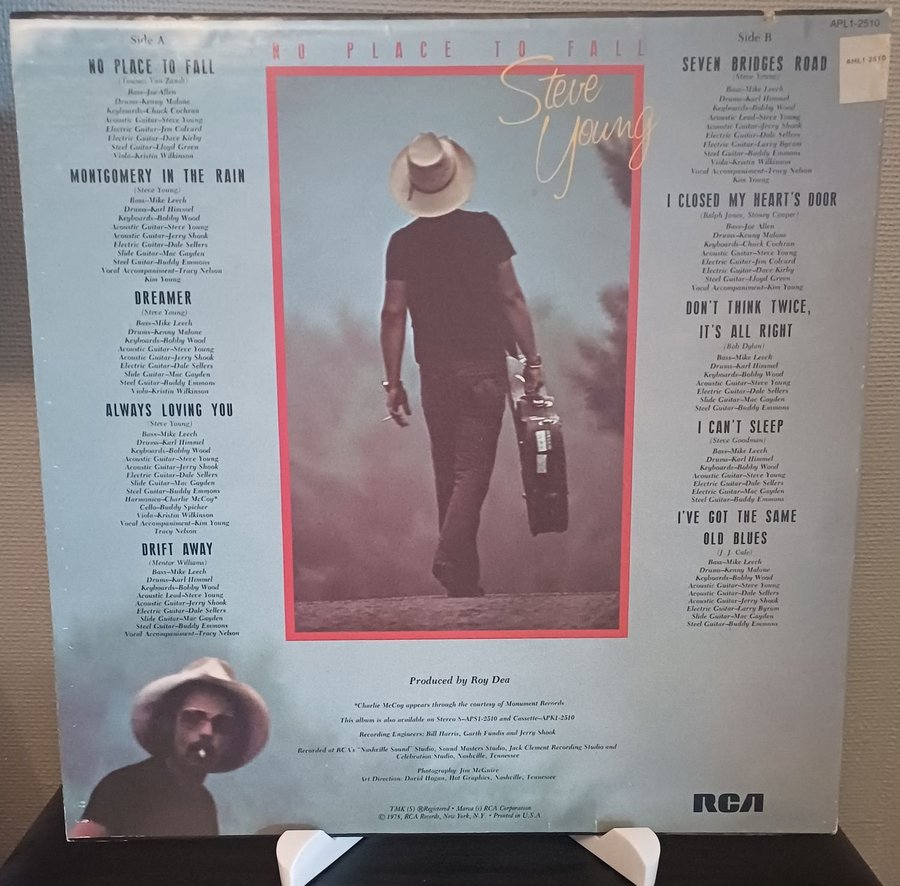 APL1-2510
AHL1-2510
NO PLACE TO FALL
Steve
Young
Side A
NO PLACE TO FALL
(Townes Van Zandt)
Bass–Joe Allen
Drums–Kenny Malone
Keyboards–Chuck Cochran
Acoustic Guitar–Steve Young
Electric Guitar–Jim Colvard
Electric Guitar–Dave Kirby
Steel Guitar–Lloyd Green
Viola–Kristin Wilkinson
MONTGOMERY IN THE RAIN
(Steve Young)
Bass–Mike Leech
Drums–Karl Himmel
Keyboards–Bobby Wood
Acoustic Guitar–Steve Young
Acoustic Guitar–Jerry Shook
Electric Guitar–Dale Sellers
Slide Guitar–Mac Gayden
Steel Guitar–Buddy Emmons
Vocal Accompaniment–Tracy Nelson
Kim Young
DREAMER
(Steve Young)
Bass–Mike Leech
Drums–Kenny Malone
Keyboards–Bobby Wood
Acoustic Guitar–Steve Young
Acoustic Guitar–Jerry Shook
Electric Guitar–Dale Sellers
Slide Guitar–Mac Gayden
Steel Guitar–Buddy Emmons
Viola–Kristin Wilkinson
ALWAYS LOVING YOU
(Steve Young)
Bass–Mike Leech
Drums–Karl Himmel
Keyboards–Bobby Wood
Acoustic Guitar–Steve Young
Acoustic Guitar–Jerry Shook
Electric Guitar–Dale Sellers
Slide Guitar–Mac Gayden
Steel Guitar–Buddy Emmons
Harmonica–Charlie McCoy*
Cello–Buddy Spicher
Viola–Kristin Wilkinson
Vocal Accompaniment–Kim Young
Tracy Nelson
DRIFT AWAY
(Mentor Williams)
Bass–Mike Leech
Drums–Karl Himmel
Keyboards–Bobby Wood
Acoustic Lead–Steve Young
Acoustic Guitar–Jerry Shook
Electric Guitar–Dale Sellers
Slide Guitar–Mac Gayden
Steel Guitar–Buddy Emmons
Vocal Accompaniment–Tracy Nelson
Side B
SEVEN BRIDGES ROAD
(Steve Young)
Bass–Mike Leech
Drums–Karl Himmel
Keyboards–Bobby Wood
Acoustic Lead–Steve Young
Acoustic Guitar–Jerry Shook
Electric Guitar–Dale Sellers
Electric Guitar–Larry Byrom
Steel Guitar–Buddy Emmons
Viola–Kristin Wilkinson
Vocal Accompaniment–Tracy Nelson
Kim Young
I CLOSED MY HEART'S DOOR
(Ralph Jones, Stoney Cooper)
Bass–Joe Allen
Drums–Kenny Malone
Keyboards–Chuck Cochran
Acoustic Guitar–Steve Young
Electric Guitar–Jim Colvard
Electric Guitar–Dave Kirby
Steel Guitar–Lloyd Green
Vocal Accompaniment–Kim Young
DON'T THINK TWICE,
IT'S ALL RIGHT
(Bob Dylan)
Bass–Mike Leech
Drums–Karl Himmel
Keyboards–Bobby Wood
Acoustic Guitar–Steve Young
Electric Guitar–Dale Sellers
Slide Guitar–Mac Gayden
Steel Guitar–Buddy Emmons
I CAN'T SLEEP
(Steve Goodman)
Bass–Mike Leech
Drums–Karl Himmel
Keyboards–Bobby Wood
Acoustic Guitar–Steve Young
Electric Guitar–Dale Sellers
Electric Guitar–Mac Gayden
Steel Guitar–Buddy Emmons
I'VE GOT THE SAME
OLD BLUES
(J. J. Cale)
Bass–Mike Leech
Drums–Kenny Malone
Keyboards–Bobby Wood
Acoustic Guitar–Steve Young
Acoustic Guitar–Dale Sellers
Acoustic Guitar–Jerry Shook
Electric Guitar–Larry Byrom
Slide Guitar–Mac Gayden
Steel Guitar–Buddy Emmons
Produced by Roy Dea
*Charlie McCoy appears through the courtesy of Monument Records
This album is also available on Stereo 8–APS1-2510 and Cassette–APK1-2510
Recording Engineers: Bill Harris, Garth Fundis and Jerry Shook
Recorded at RCA's "Nashville Sound" Studio, Sound Masters Studio, Jack Clement Recording Studio and
Celebration Studio, Nashville, Tennessee
Photography: Jim McGuire
Art Direction: David Hogan, Hot Graphics, Nashville, Tennessee
TMK (S) ®Registered • Marca (s) RCA Corporation
© 1978, RCA Records, New York, N.Y. • Printed in U.S.A.
RCA